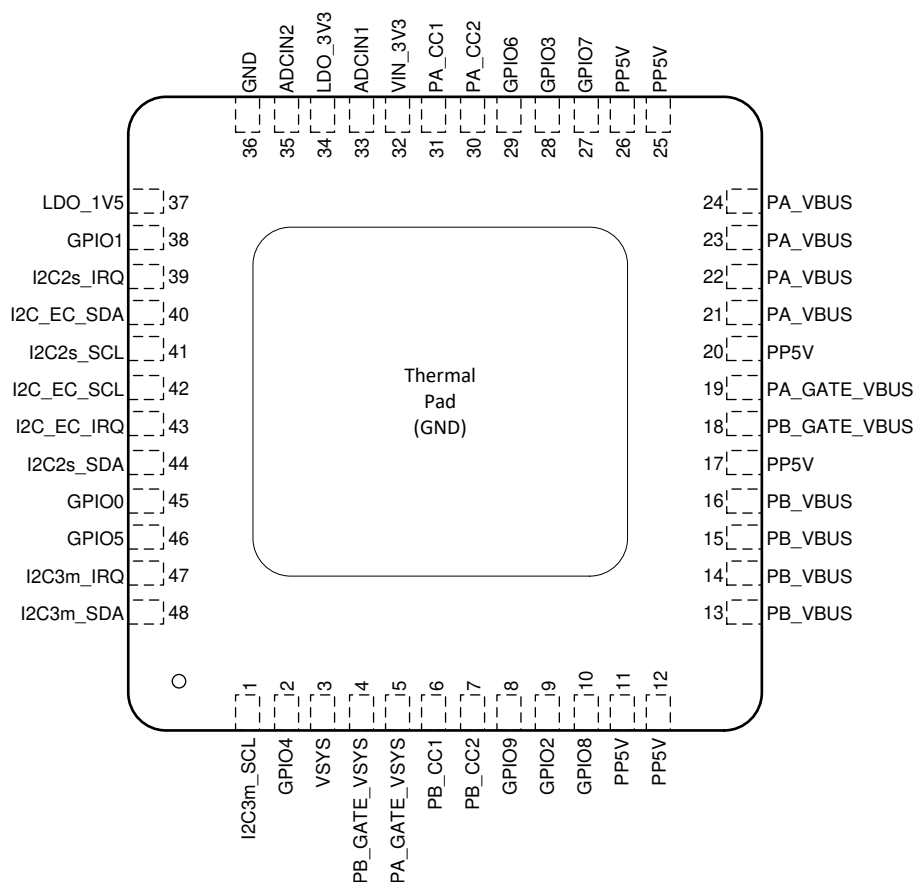 GND
ADCIN2
LDO_3V3
ADCIN1
VIN_3V3
PA_CC1
PA_CC2
GPIO6
GPIO3
GPIO7
PP5V
PP5V
36
35
34
33
32
31
30
29
28
27
26
25
LDO_1V5 37
GPIO1 38
I2C2s_IRQ 39
I2C_EC_SDA 40
I2C2s_SCL 41
I2C_EC_SCL 42
I2C_EC_IRQ 43
I2C2s_SDA 44
GPIO0 45
GPIO5 46
I2C3m_IRQ 47
I2C3m_SDA 48
Thermal
Pad
(GND)
24 PA_VBUS
23 PA_VBUS
22 PA_VBUS
21 PA_VBUS
20 PP5V
19 PA_GATE_VBUS
18 PB_GATE_VBUS
17 PP5V
16 PB_VBUS
15 PB_VBUS
14 PB_VBUS
13 PB_VBUS
1
2
3
4
5
6
7
8
9
10
11
12
I2C3m_SCL
GPIO4
VSYS
PB_GATE_VSYS
PA_GATE_VSYS
PB_CC1
PB_CC2
GPIO9
GPIO2
GPIO8
PP5V
PP5V